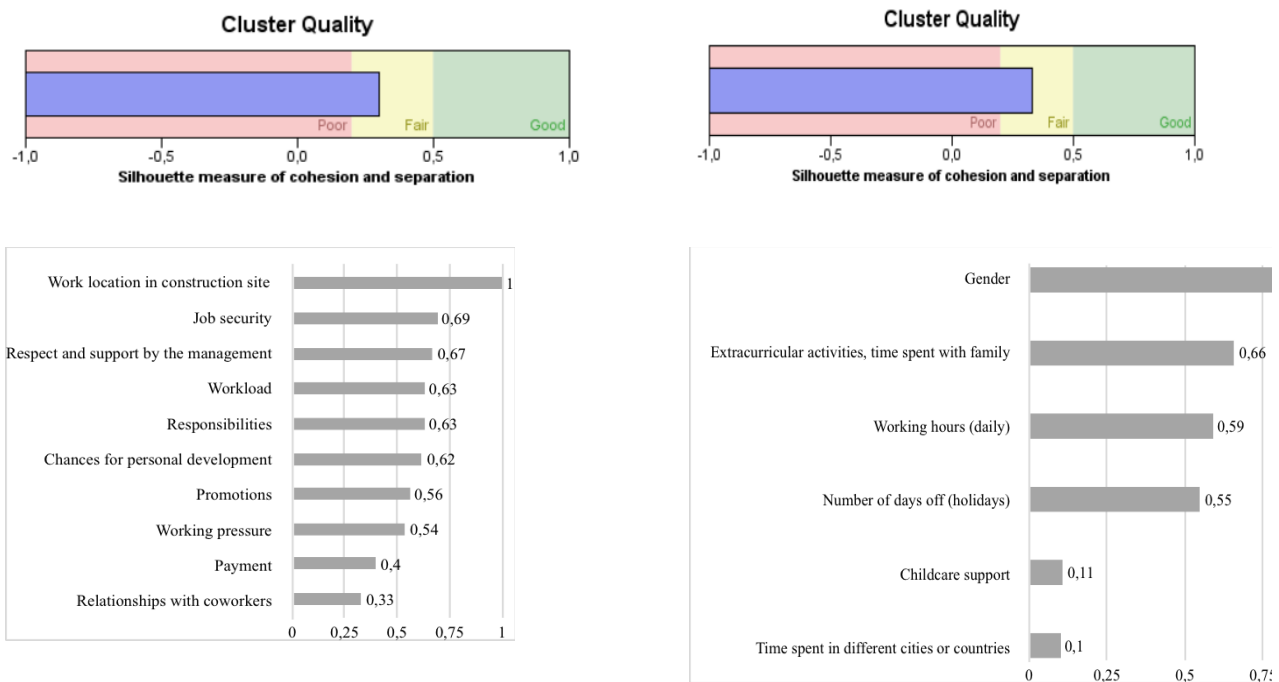 Cluster Quality
Poor
Fair
Good
-1,0
-0,5
0,0
0,5
1,0
Silhouette measure of cohesion and separation
Cluster Quality
Poor
Fair
Good
-1,0
-0,5
0,0
0,5
1,0
Silhouette measure of cohesion and separation
Work location in construction site 1
Job security 0,69
Respect and support by the management 0,67
Workload 0,63
Responsibilities 0,63
Chances for personal development 0,62
Promotions 0,56
Working pressure 0,54
Payment 0,4
Relationships with coworkers 0,33
0 0,25 0,5 0,75 1
Gender
Extracurricular activities, time spent with family 0,66
Working hours (daily) 0,59
Number of days off (holidays) 0,55
Childcare support 0,11
Time spent in different cities or countries 0,1
0 0,25 0,5 0,75